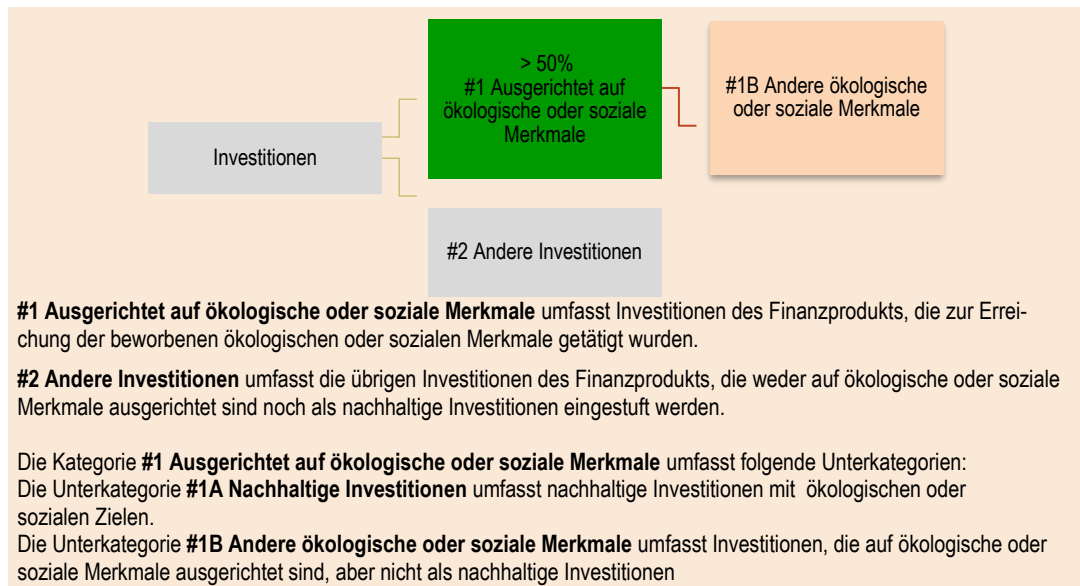 > 50%
#1 Ausgerichtet auf
ökologische oder soziale
Merkmale
#1B Andere ökologische
oder soziale Merkmale
Investitionen
#2 Andere Investitionen
#1 Ausgerichtet auf ökologische oder soziale Merkmale umfasst Investitionen des Finanzprodukts, die zur Errei-
chung der beworbenen ökologischen oder sozialen Merkmale getätigt wurden.
#2 Andere Investitionen umfasst die übrigen Investitionen des Finanzprodukts, die weder auf ökologische oder soziale
Merkmale ausgerichtet sind noch als nachhaltige Investitionen eingestuft werden.
Die Kategorie #1 Ausgerichtet auf ökologische oder soziale Merkmale umfasst folgende Unterkategorien:
Die Unterkategorie #1A Nachhaltige Investitionen umfasst nachhaltige Investitionen mit ökologischen oder
sozialen Zielen.
Die Unterkategorie #1B Andere ökologische oder soziale Merkmale umfasst Investitionen, die auf ökologische oder
soziale Merkmale ausgerichtet sind, aber nicht als nachhaltige Investitionen